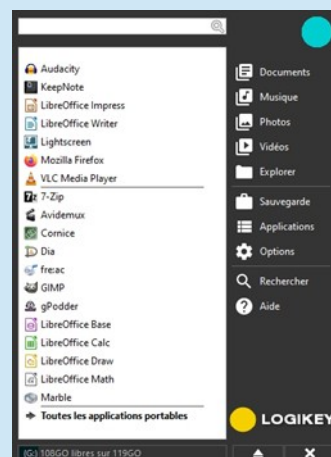 Audacity
KeepNote
LibreOffice Impress
LibreOffice Writer
Lightscreen
Mozilla Firefox
VLC Media Player
7-Zip
Avidemux
Cornice
Dia
fre:ac
GIMP
gPodder
LibreOffice Base
LibreOffice Calc
LibreOffice Draw
LibreOffice Math
Marble
Toutes les applications portables
(G:) 108GO libres sur 119GO
Documents
Musique
Photos
Vidéos
Explorer
Sauvegarde
Applications
Options
Rechercher
Aide
LOGIKEY